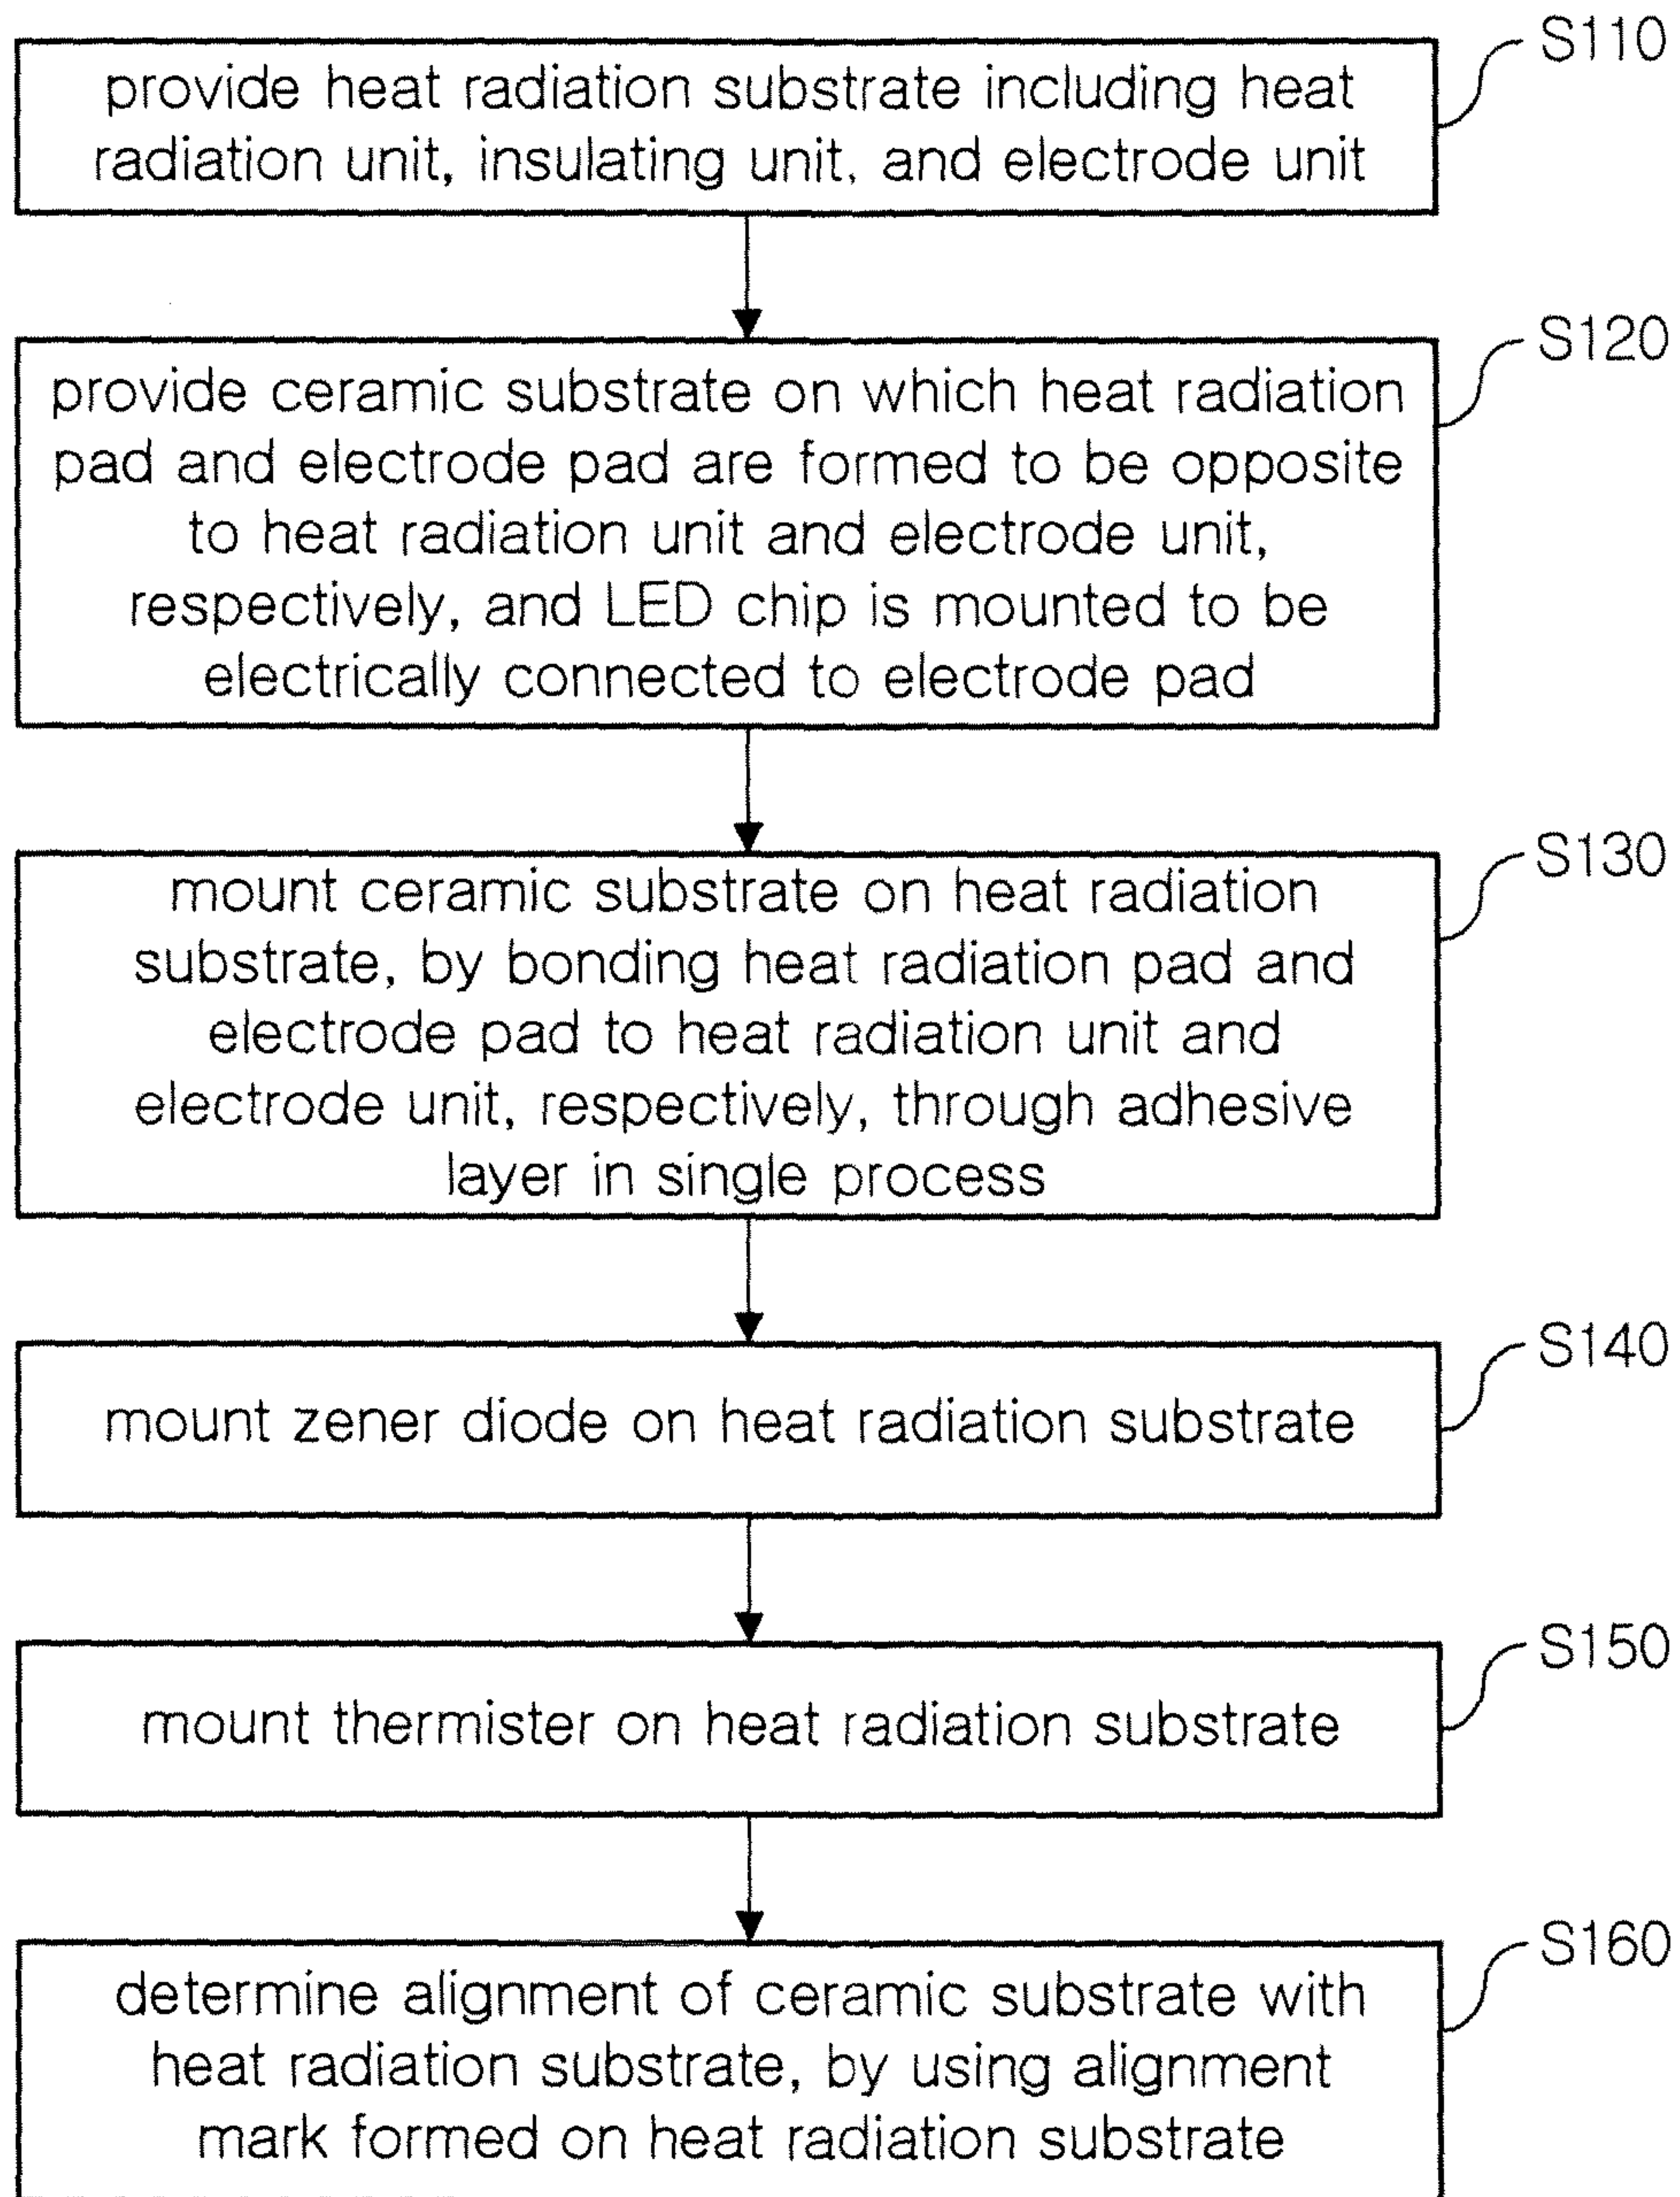 S110
provide heat radiation substrate including heat
radiation unit, insulating unit, and electrode unit
S120
provide ceramic substrate on which heat radiation
pad and electrode pad are formed to be opposite
to heat radiation unit and electrode unit,
respectively, and LED chip is mounted to be
electrically connected to electrode pad
S130
mount ceramic substrate on heat radiation
substrate, by bonding heat radiation pad and
electrode pad to heat radiation unit and
electrode unit, respectively, through adhesive
layer in single process
S140
mount zener diode on heat radiation substrate
S150
mount thermister on heat radiation substrate
S160
determine alignment of ceramic substrate with
heat radiation substrate, by using alignment
mark formed on heat radiation substrate